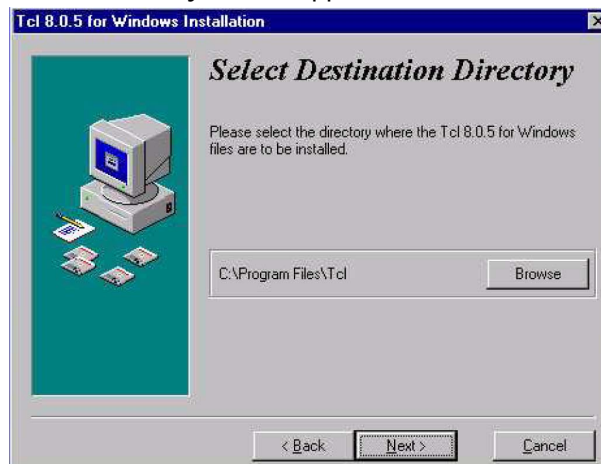 Tcl 8.0.5 for Windows Installation
Select Destination Directory
Please select the directory where the Tcl 8.0.5 for Windows
files are to be installed.
C:\Program Files\Tcl
Browse
< Back
Next >
Cancel